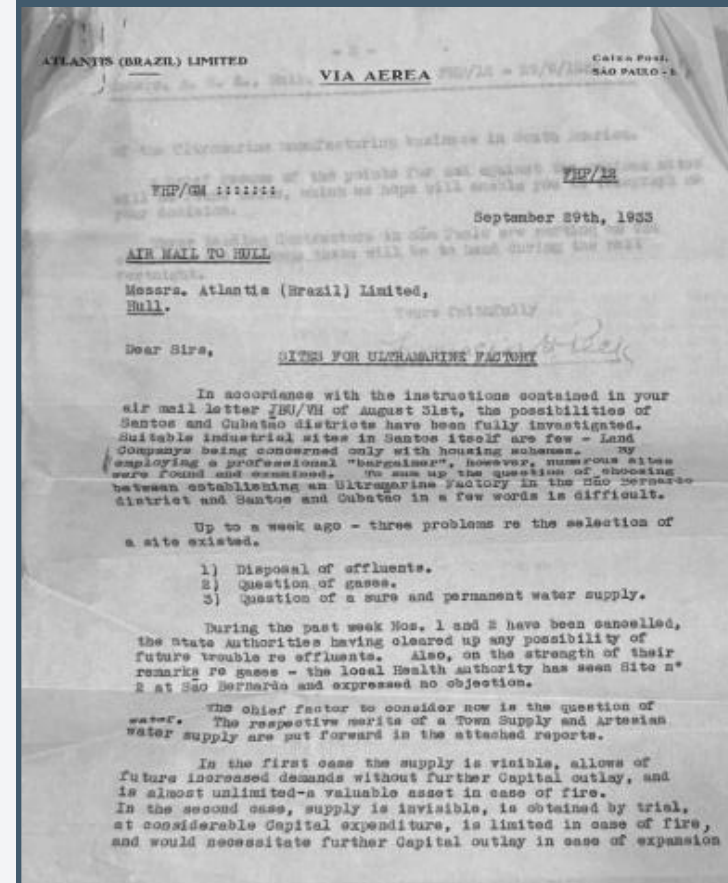 ATLANTIS (BRAZIL) LIMITED
VIA AEREA
Caixa Post.
SÃO PAULO - B
of the Ultramarine manufacturing business in South America.
FHP/GM :::::::
FHP/LR
September 29th, 1933
AIR MAIL TO HULL
Messrs. Atlantis (Brazil) Limited,
Hull.
Yours faithfully
Dear Sirs,
SITES FOR ULTRAMARINE FACTORY
In accordance with the instructions contained in your
air mail letter JBU/VH of August 31st, the possibilities of
Santos and Cubatão districts have been fully investigated.
Suitable industrial sites in Santos itself are few - Land
Companys being concerned only with housing schemes. By
employing a professional "bargainer", however, numerous sites
were found and examined. To sum up the question of choosing
between establishing an Ultramarine Factory in the São Bernardo
district and Santos and Cubatão in a few words is difficult.
Up to a week ago - three problems re the selection of
a site existed.
1) Disposal of effluents.
2) Question of gases.
3) Question of a sure and permanent water supply.
During the past week Nos. 1 and 2 have been cancelled,
the State Authorities having cleared up any possibility of
future trouble re effluents. Also, on the strength of their
remarks re gases - the local Health Authority has seen Site nº
2 at São Bernardo and expressed no objection.
The chief factor to consider now is the question of
water. The respective merits of a Town Supply and Artesian
water supply are put forward in the attached reports.
In the first case the supply is visible, allows of
future increased demands without further Capital outlay, and
is almost unlimited-a valuable asset in case of fire.
In the second case, supply is invisible, is obtained by trial,
at considerable Capital expenditure, is limited in case of fire,
and would necessitate further Capital outlay in case of expansion